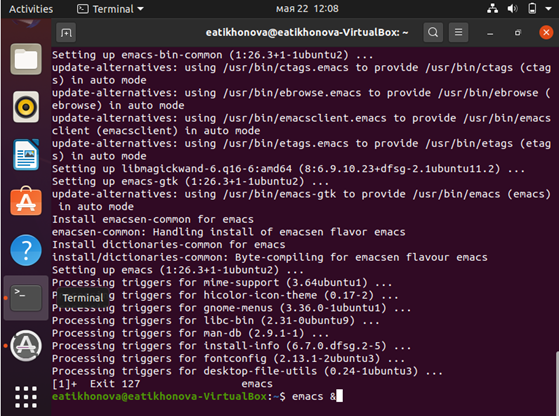 Activities
Terminal
мая 22 12:08
eatikhonova@eatikhonova-VirtualBox: ~
Setting up emacs-bin-common (1:26.3+1-1ubuntu2) ...
update-alternatives: using /usr/bin/ctags.emacs to provide /usr/bin/ctags (ctag
s) in auto mode
update-alternatives: using /usr/bin/ebrowse.emacs to provide /usr/bin/ebrowse (
ebrowse) in auto mode
update-alternatives: using /usr/bin/emacsclient.emacs to provide /usr/bin/emacs
client (emacsclient) in auto mode
update-alternatives: using /usr/bin/etags.emacs to provide /usr/bin/etags (etag
s) in auto mode
Setting up libmagickwand-6.q16-6:amd64 (8:6.9.10.23+dfsg-2.1ubuntu11.2) ...
Setting up emacs-gtk (1:26.3+1-1ubuntu2) ...
update-alternatives: using /usr/bin/emacs-gtk to provide /usr/bin/emacs (emacs)
in auto mode
Install emacsen-common for emacs
emacsen-common: Handling install of emacsen flavor emacs
Install dictionaries-common for emacs
install/dictionaries-common: Byte-compiling for emacsen flavour emacs
Setting up emacs (1:26.3+1-1ubuntu2) ...
Processing triggers for mime-support (3.64ubuntu1) ...
Terminal
ing triggers for hicolor-icon-theme (0.17-2) ...
Processing triggers for gnome-menus (3.36.0-1ubuntu1) ...
Processing triggers for libc-bin (2.31-0ubuntu9) ...
Processing triggers for man-db (2.9.1-1) ...
Processing triggers for install-info (6.7.0.dfsg.2-5) ...
Processing triggers for fontconfig (2.13.1-2ubuntu3) ...
Processing triggers for desktop-file-utils (0.24-1ubuntu3) ...
[1]+  Exit 127                emacs
eatikhonova@eatikhonova-VirtualBox:~$ emacs &